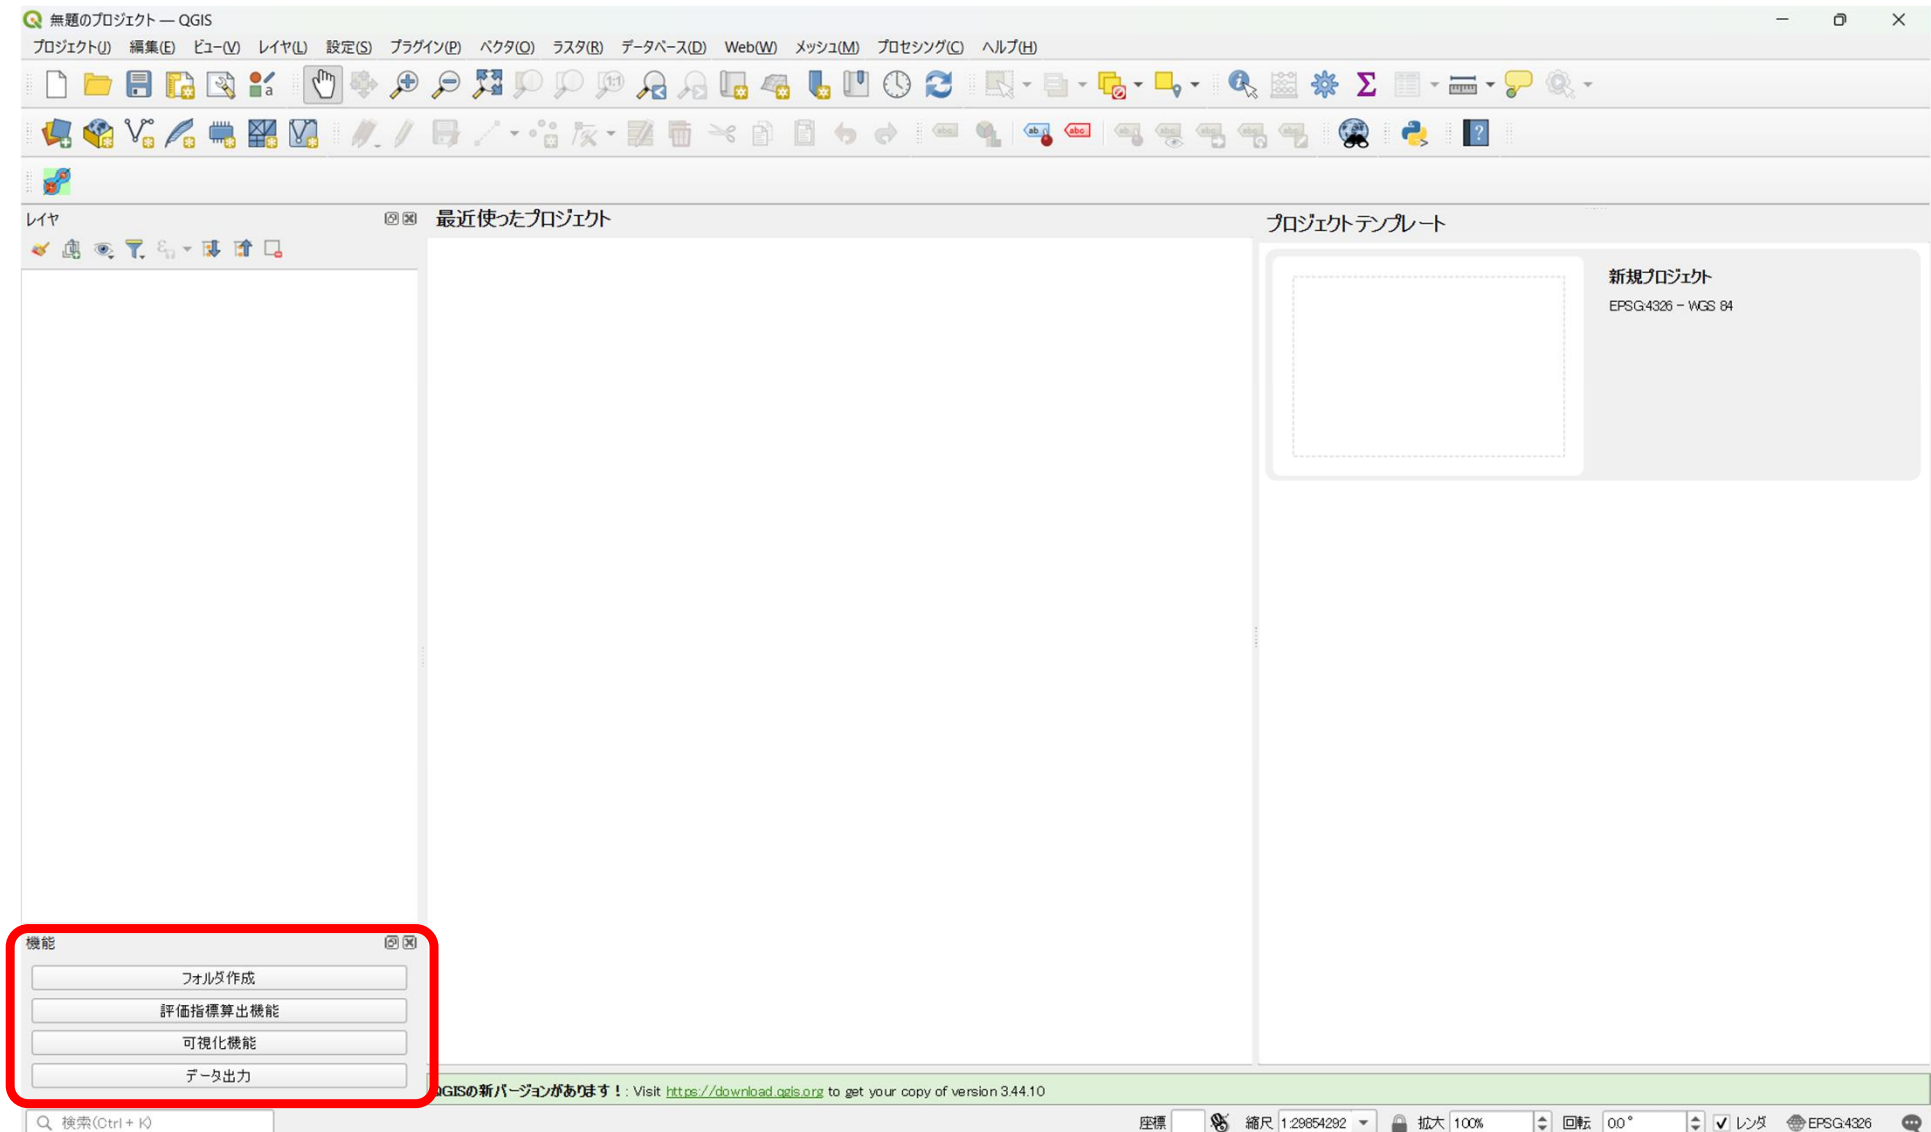 無題のプロジェクト — QGIS
プロジェクト(J) 編集(E) ビュー(V) レイヤ(L) 設定(S) プラグイン(P) ベクタ(O) ラスタ(R) データベース(D) Web(W) メッシュ(M) プロセシング(C) ヘルプ(H)
レイヤ
最近使ったプロジェクト
プロジェクトテンプレート
新規プロジェクト
EPSG:4326 - WGS 84
機能
フォルダ作成
評価指標算出機能
可視化機能
データ出力
QGISの新バージョンがあります！: Visit https://download.qgis.org to get your copy of version 3.44.10
検索(Ctrl + K)
座標 縮尺 1:29854292 拡大 100% 回転 0.0° レンダ EPSG:4326